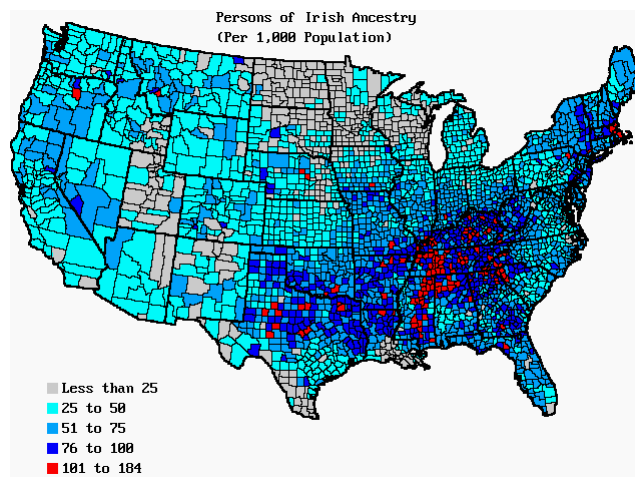 Persons of Irish Ancestry
(Per 1,000 Population)
Less than 25
25 to 50
51 to 75
76 to 100
101 to 184